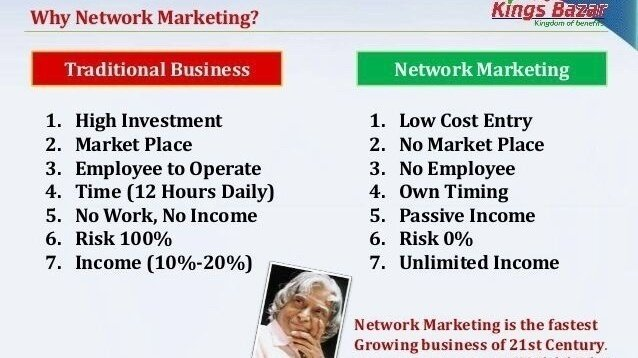 Why Network Marketing?
Kings Bazar
Kingdom of benefits
Traditional Business
1. High Investment
2. Market Place
3. Employee to Operate
4. Time (12 Hours Daily)
5. No Work, No Income
6. Risk 100%
7. Income (10%-20%)
Network Marketing
1. Low Cost Entry
2. No Market Place
3. No Employee
4. Own Timing
5. Passive Income
6. Risk 0%
7. Unlimited Income
Network Marketing is the fastest
Growing business of 21st Century.